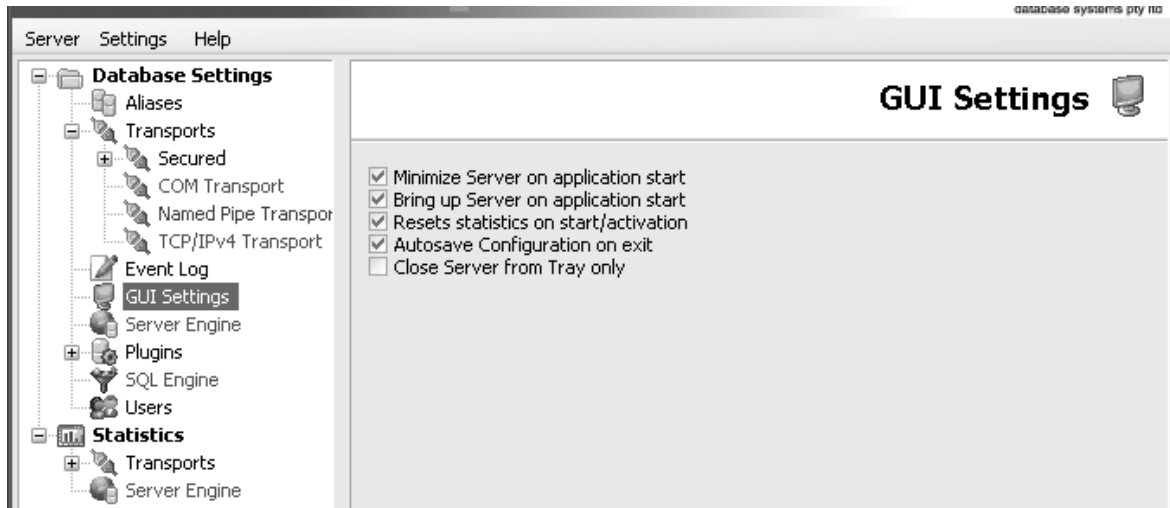 database systems pty ltd
Server Settings Help
Database Settings
Aliases
Transports
Secured
COM Transport
Named Pipe Transpor
TCP/IPv4 Transport
Event Log
GUI Settings
Server Engine
Plugins
SQL Engine
Users
Statistics
Transports
Server Engine
GUI Settings
Minimize Server on application start
Bring up Server on application start
Resets statistics on start/activation
Autosave Configuration on exit
Close Server from Tray only